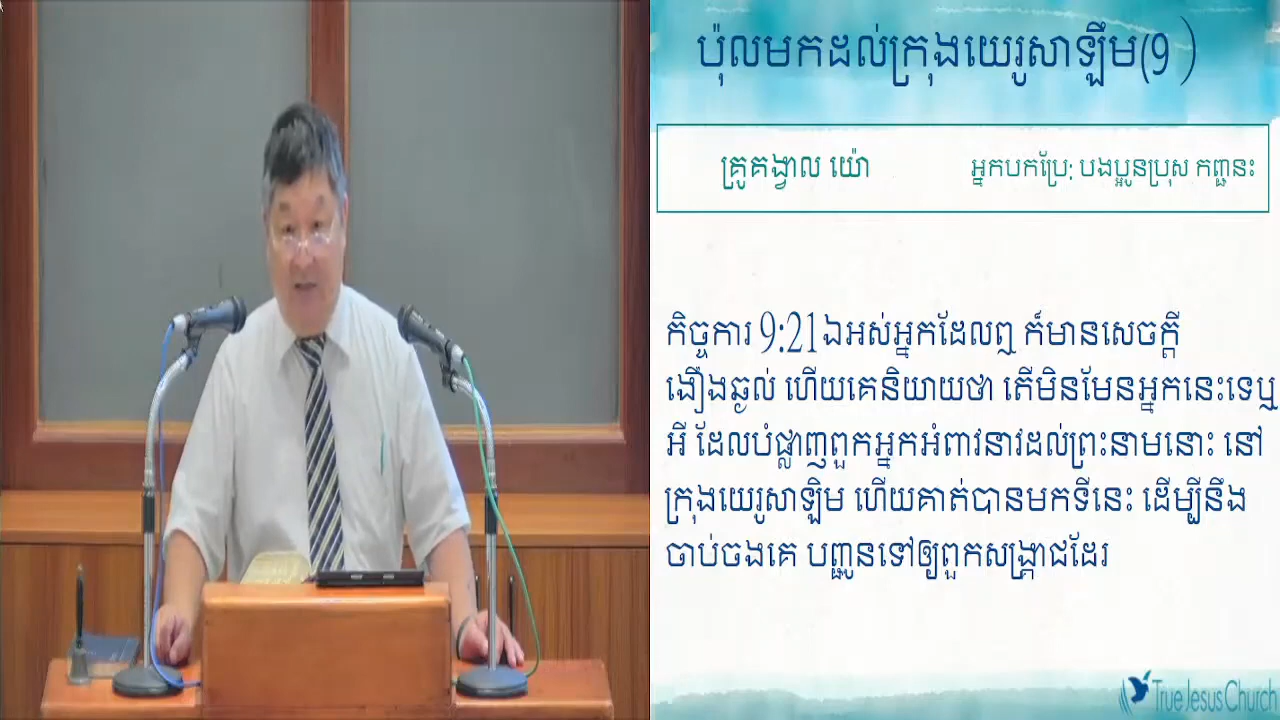 ប៉ុលមកដល់ក្រុងយេរូសាឡឹម(9 )
គ្រូគង្វាល យ៉ោ
អ្នកបកប្រែ: បងប្អូនប្រុស កញ្ជនះ
កិច្ចការ 9:21 ឯអស់អ្នកដែលឮ ក៏មានសេចក្តី
ងឿងឆ្ងល់ ហើយគេនិយាយថា តើមិនមែនអ្នកនេះទេឬ
អី ដែលបំផ្លាញពួកអ្នកអំពាវនាវដល់ព្រះនាមនោះ នៅ
ក្រុងយេរូសាឡិម ហើយគាត់បានមកទីនេះ ដើម្បីនឹង
ចាប់ចងគេ បញ្ជូនទៅឲ្យពួកសង្គ្រាជដែរ
True Jesus Church